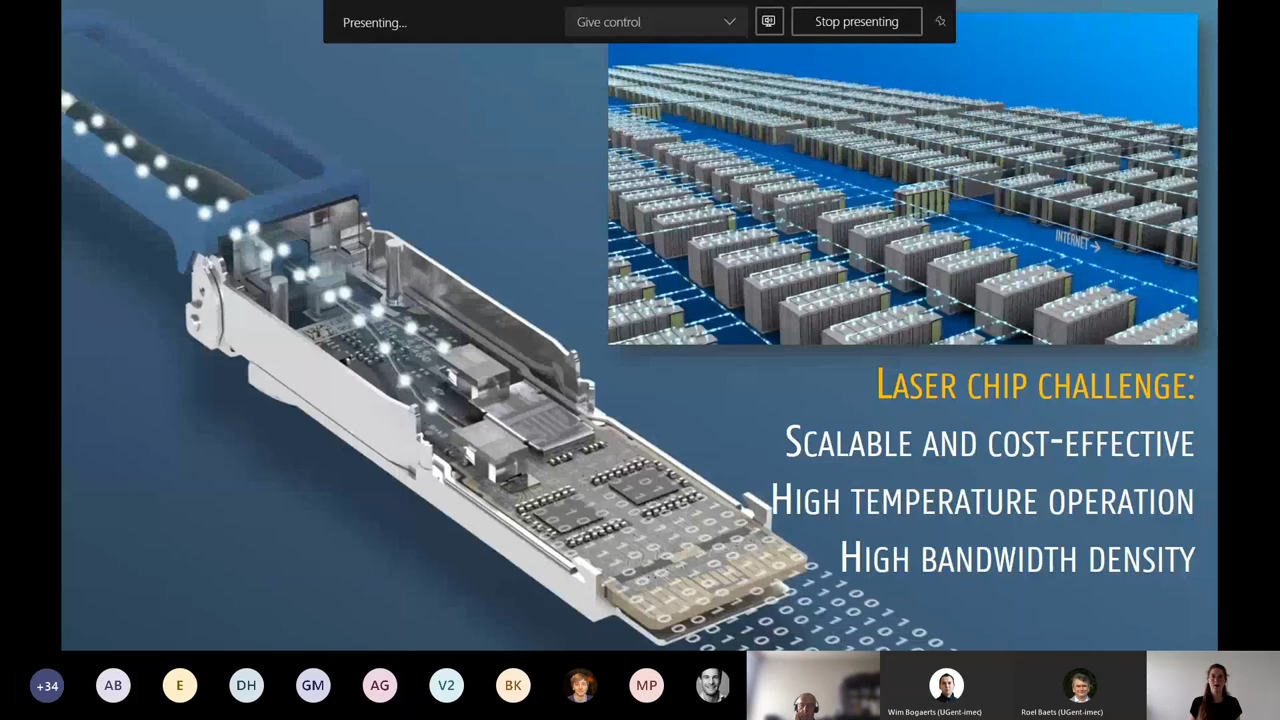 Presenting...
Give control
Stop presenting
INTERNET →
LASER CHIP CHALLENGE:
SCALABLE AND COST-EFFECTIVE
HIGH TEMPERATURE OPERATION
HIGH BANDWIDTH DENSITY
+34
AB
E
DH
GM
AG
V2
BK
MP
Wim Bogaerts (UGent-imec)
Roel Baets (UGent-imec)